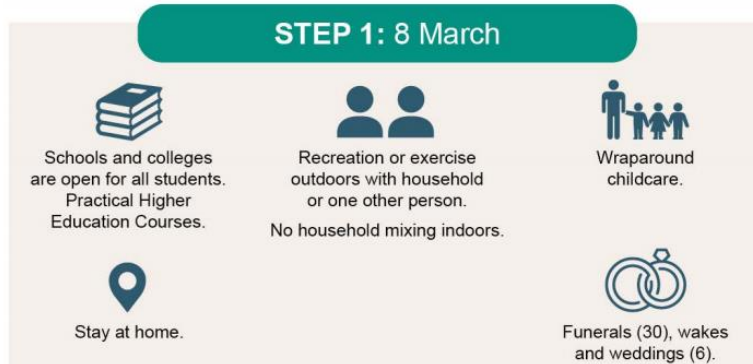 STEP 1: 8 March
Schools and colleges
are open for all students.
Practical Higher
Education Courses.
Recreation or exercise
outdoors with household
or one other person.
No household mixing indoors.
Wraparound
childcare.
Stay at home.
Funerals (30), wakes
and weddings (6).